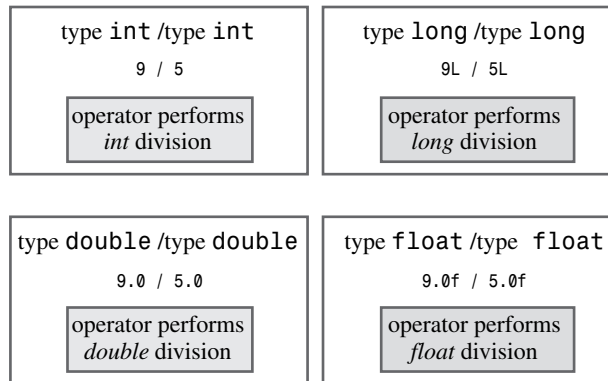 type int /type int
9 / 5
operator performs
int division
type long /type long
9L / 5L
operator performs
long division
type double /type double
9.0 / 5.0
operator performs
double division
type float /type float
9.0f / 5.0f
operator performs
float division